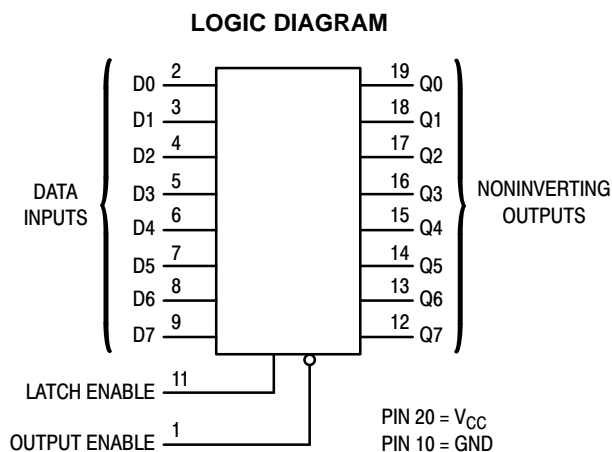 LOGIC DIAGRAM
D0 2 19 Q0
D1 3 18 Q1
D2 4 17 Q2
D3 5 16 Q3
D4 6 15 Q4
D5 7 14 Q5
D6 8 13 Q6
D7 9 12 Q7
DATA
INPUTS
NONINVERTING
OUTPUTS
LATCH ENABLE 11
OUTPUT ENABLE 1
PIN 20 = VCC
PIN 10 = GND